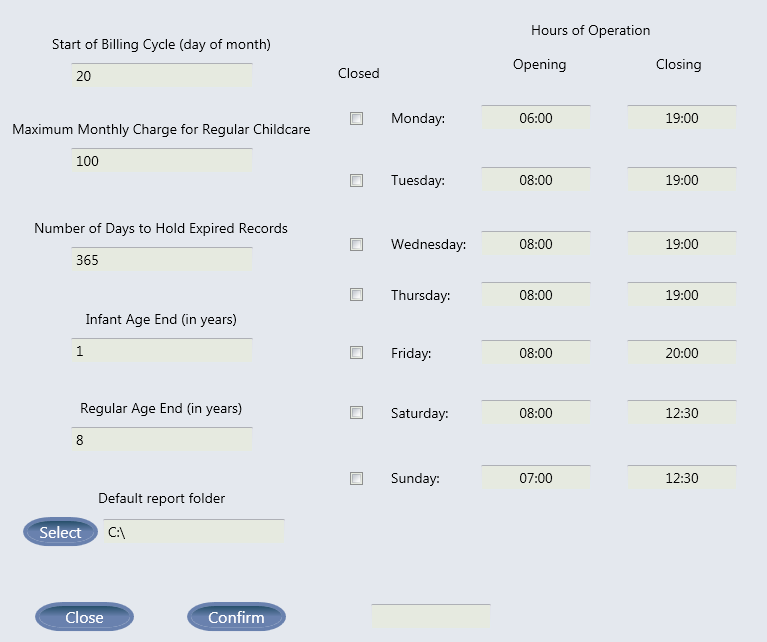 Start of Billing Cycle (day of month)
20
Maximum Monthly Charge for Regular Childcare
100
Number of Days to Hold Expired Records
365
Infant Age End (in years)
1
Regular Age End (in years)
8
Default report folder
Select C:\
Close Confirm
Hours of Operation
Closed Opening Closing
Monday: 06:00 19:00
Tuesday: 08:00 19:00
Wednesday: 08:00 19:00
Thursday: 08:00 19:00
Friday: 08:00 20:00
Saturday: 08:00 12:30
Sunday: 07:00 12:30